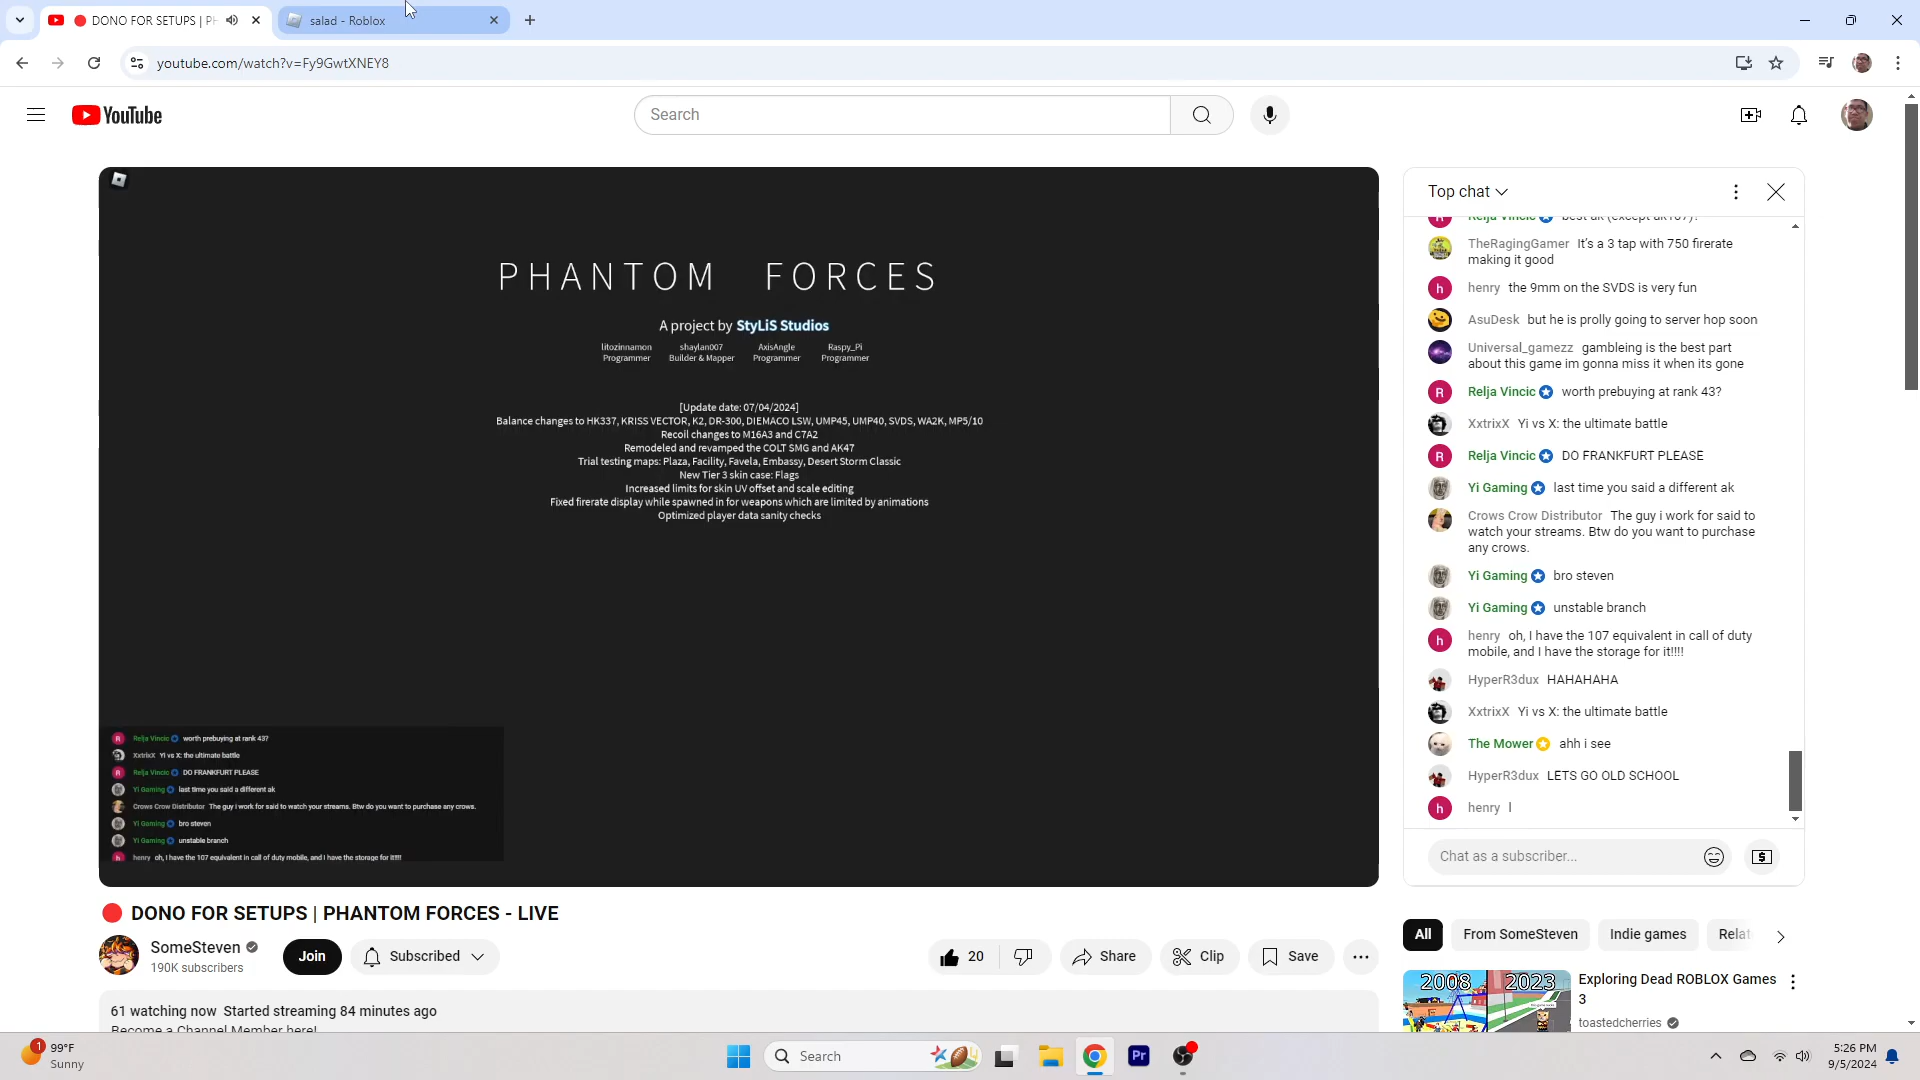 DONO FOR SETUPS | PH
salad - Roblox
youtube.com/watch?v=Fy9GwtXNEY8
YouTube
Search
PHANTOM FORCES
A project by StyLiS Studios
litozinnamon shaylan007 AxisAngle Raspy_Pi
Programmer Builder & Mapper Programmer Programmer
[Update date: 07/04/2024]
Balance changes to HK337, KRISS VECTOR, K2, DR-300, DIEMACO LSW, UMP45, UMP40, SVDS, WA2K, MP5/10
Recoil changes to M16A3 and C7A2
Remodeled and revamped the COLT SMG and AK47
Trial testing maps: Plaza, Facility, Favela, Embassy, Desert Storm Classic
New Tier 3 skin case: Flags
Increased limits for skin UV offset and scale editing
Fixed firerate display while spawned in for weapons which are limited by animations
Optimized player data sanity checks
R Relja Vincic worth prebuying at rank 43?
XxtrixX Yi vs X: the ultimate battle
R Relja Vincic DO FRANKFURT PLEASE
Yi Gaming last time you said a different ak
Crows Crow Distributor The guy i work for said to watch your streams. Btw do you want to purchase any crows.
Yi Gaming bro steven
Yi Gaming unstable branch
h henry oh, I have the 107 equivalent in call of duty mobile, and I have the storage for it!!!!
Top chat
Relja Vincic best ak (except ak107)?
TheRagingGamer It's a 3 tap with 750 firerate
making it good
h henry the 9mm on the SVDS is very fun
AsuDesk but he is prolly going to server hop soon
Universal_gamezz gambleing is the best part
about this game im gonna miss it when its gone
R Relja Vincic worth prebuying at rank 43?
XxtrixX Yi vs X: the ultimate battle
R Relja Vincic DO FRANKFURT PLEASE
Yi Gaming last time you said a different ak
Crows Crow Distributor The guy i work for said to
watch your streams. Btw do you want to purchase
any crows.
Yi Gaming bro steven
Yi Gaming unstable branch
h henry oh, I have the 107 equivalent in call of duty
mobile, and I have the storage for it!!!!
HyperR3dux HAHAHAHA
XxtrixX Yi vs X: the ultimate battle
The Mower ahh i see
HyperR3dux LETS GO OLD SCHOOL
h henry I
Chat as a subscriber...
DONO FOR SETUPS | PHANTOM FORCES - LIVE
SomeSteven
190K subscribers
Join
Subscribed
20
Share
Clip
Save
61 watching now Started streaming 84 minutes ago
Become a Channel Member here!
All
From SomeSteven
Indie games
Relat
2008 2023
Exploring Dead ROBLOX Games
3
toastedcherries
1
99°F
Sunny
Search
Pr
5:26 PM
9/5/2024